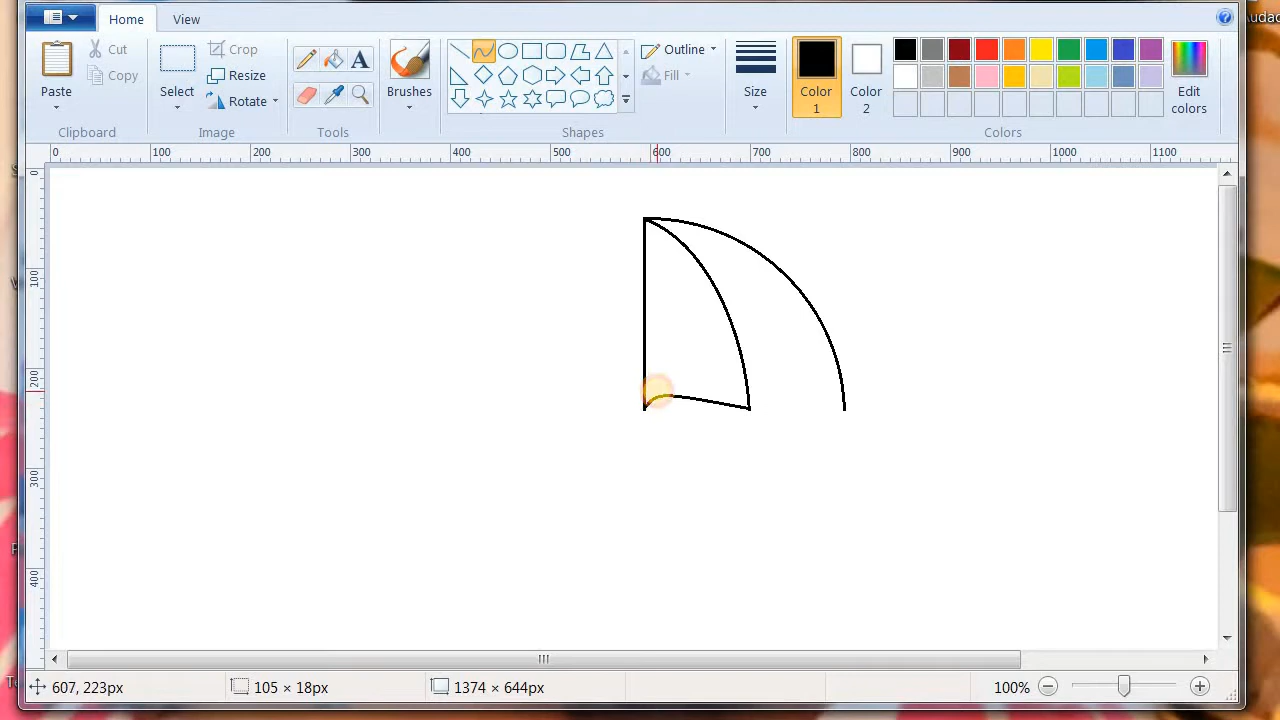 Home View
Audac
Paste
Cut
Copy
Clipboard
Select
Crop
Resize
Rotate
Image
A
Tools
Brushes
Outline
Fill
Shapes
Size
Color 1
Color 2
Edit colors
Colors
0 100 200 300 400 500 600 700 800 900 1000 1100
0
100
200
300
400
607, 223px 105 × 18px 1374 × 644px 100%